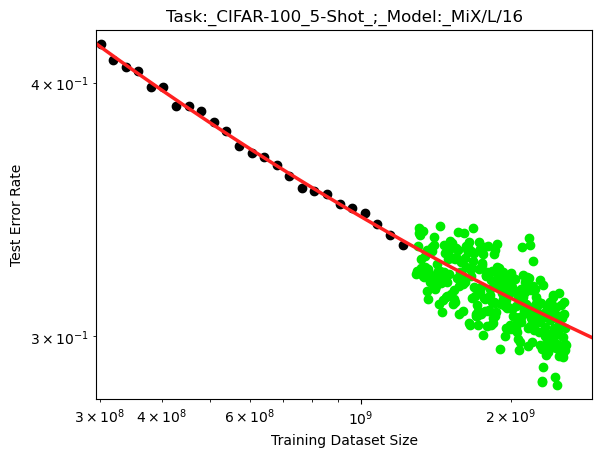 Task:_CIFAR-100_5-Shot_;_Model:_MiX/L/16
4 × 10⁻¹
3 × 10⁻¹
Test Error Rate
3 × 10⁸ 4 × 10⁸ 6 × 10⁸ 10⁹ 2 × 10⁹
Training Dataset Size